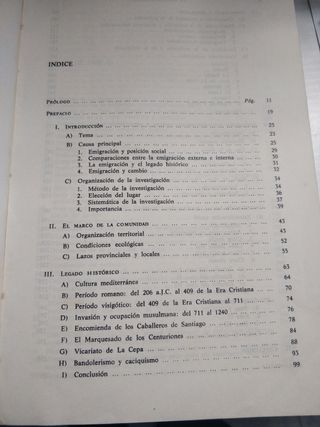 INDICE
PRÓLOGO ... Pág. 11
PREFACIO ... 19
I. INTRODUCCIÓN ... 25
A) Tema ... 25
B) Causa principal ... 25
1. Emigración y posición social ... 29
2. Comparaciones entre la emigración externa e interna ... 30
3. La emigración y el legado histórico ... 31
4. Emigración y cambio ... 32
C) Organización de la investigación ... 34
1. Método de la investigación ... 34
2. Elección del lugar ... 36
3. Sistemática de la investigación ... 37
4. Importancia ... 39
II. EL MARCO DE LA COMUNIDAD ... 43
A) Organización territorial ... 45
B) Condiciones ecológicas ... 52
C) Lazos provinciales y locales ... 55
III. LEGADO HISTÓRICO ... 63
A) Cultura mediterránea ... 64
B) Período romano: del 206 a.J.C. al 409 de la Era Cristiana ... 70
C) Período visigótico: del 409 de la Era Cristiana al 711 ... 74
D) Invasión y ocupación musulmana: del 711 al 1240 ... 76
E) Encomienda de los Caballeros de Santiago ... 78
F) El Marquesado de los Centuriones ... 84
G) Vicariato de La Cepa ... 88
H) Bandolerismo y caciquismo ... 93
I) Conclusión ... 99